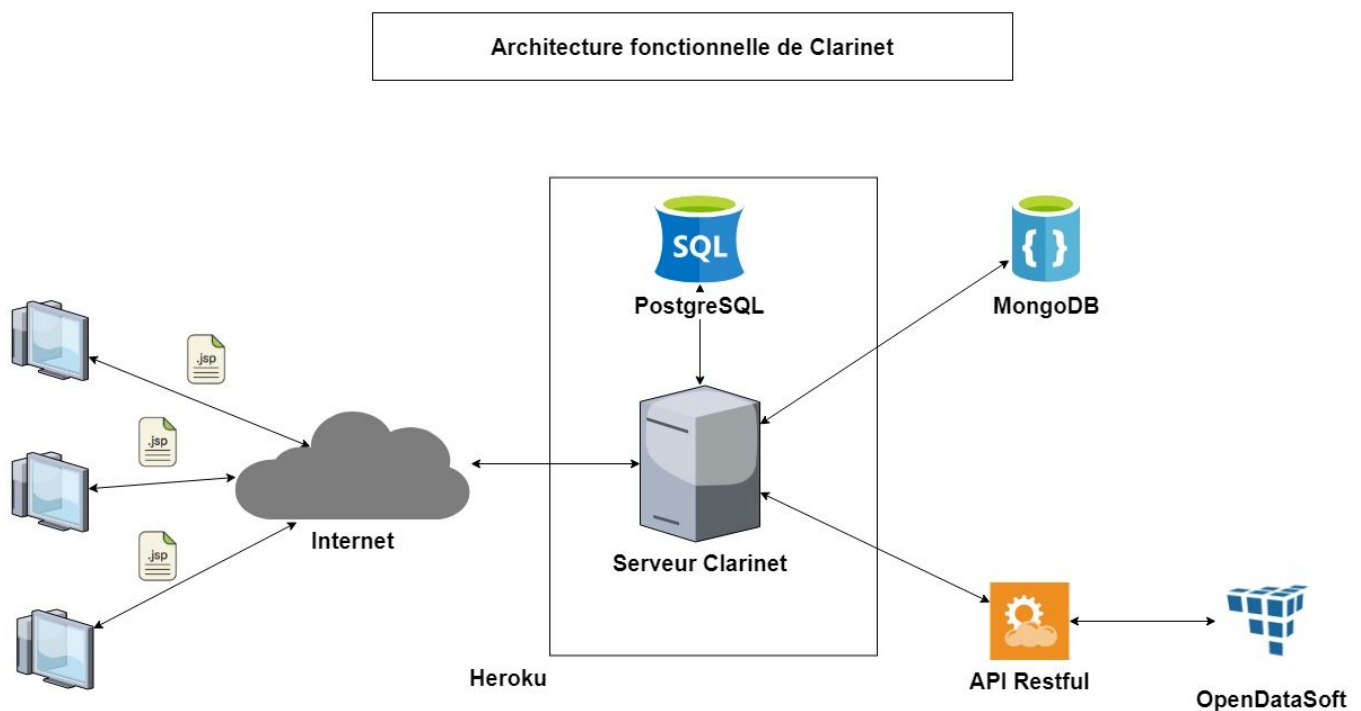 Architecture fonctionnelle de Clarinet
SQL
{ }
PostgreSQL
MongoDB
.jsp
.jsp
.jsp
Internet
Serveur Clarinet
Heroku
API Restful
OpenDataSoft